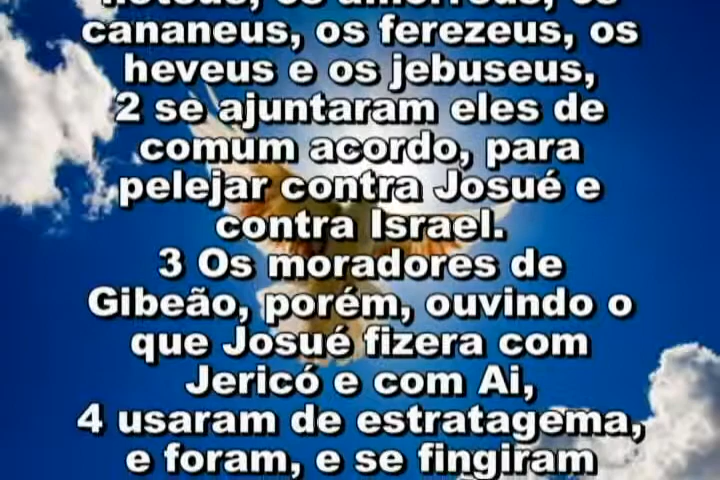 cananeus, os ferezeus, os
heveus e os jebuseus,
2 se ajuntaram eles de
comum acordo, para
pelejar contra Josué e
contra Israel.
3 Os moradores de
Gibeão, porém, ouvindo o
que Josué fizera com
Jericó e com Ai,
4 usaram de estratagema,
e foram, e se fingiram